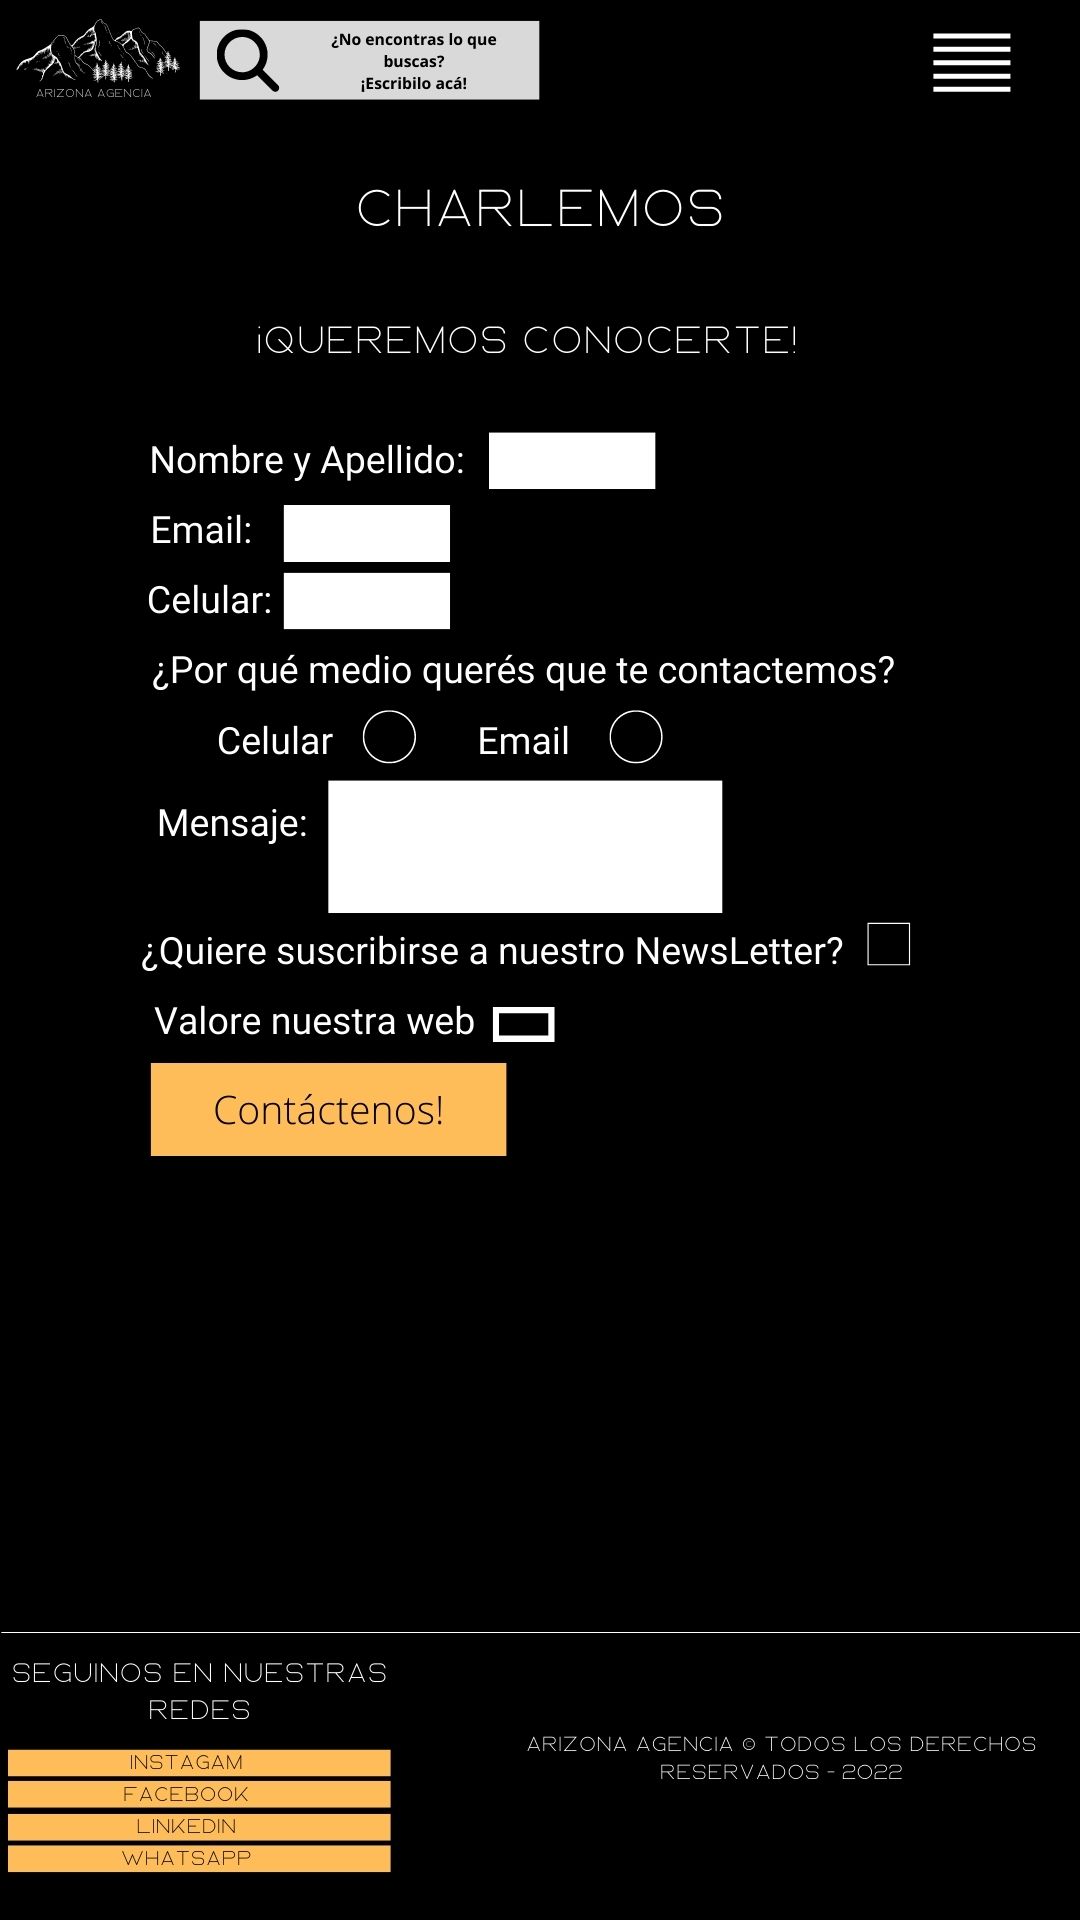 ARIZONA AGENCIA
¿No encontras lo que
buscas?
¡Escribilo acá!
CHARLEMOS
¡QUEREMOS CONOCERTE!
Nombre y Apellido:
Email:
Celular:
¿Por qué medio querés que te contactemos?
Celular Email
Mensaje:
¿Quiere suscribirse a nuestro NewsLetter?
Valore nuestra web
Contáctenos!
SEGUINOS EN NUESTRAS
REDES
INSTAGAM
FACEBOOK
LINKEDIN
WHATSAPP
ARIZONA AGENCIA © TODOS LOS DERECHOS
RESERVADOS - 2022